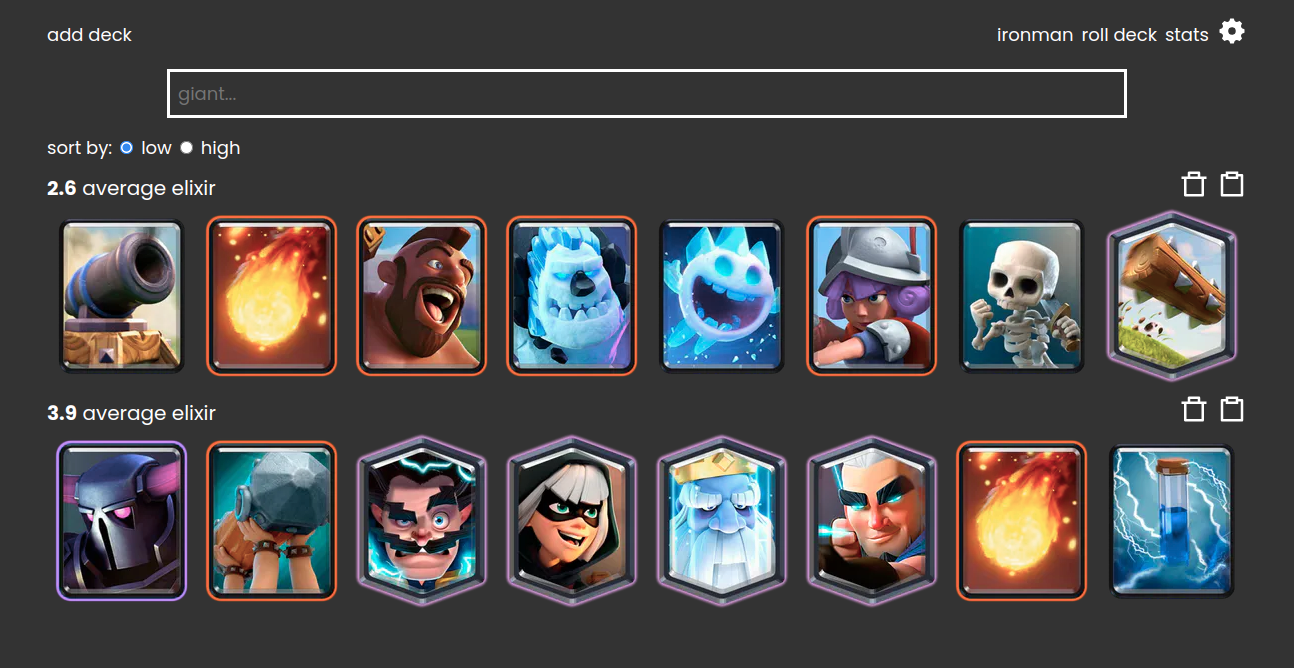 add deck
ironman roll deck stats
giant...
sort by: low high
2.6 average elixir
3.9 average elixir